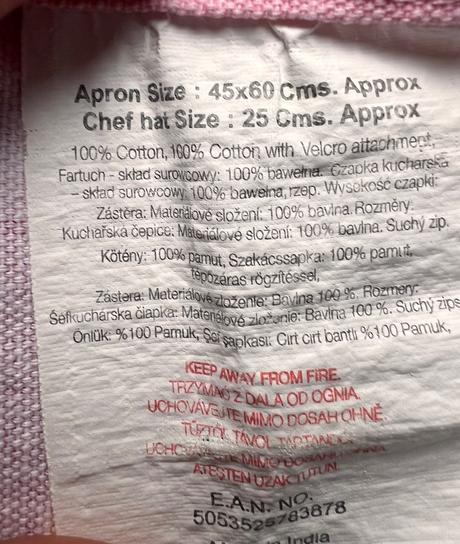 Apron Size : 45x60 Cms. Approx
Chef hat Size : 25 Cms. Approx
100% Cotton, 100% Cotton with Velcro attachment,
Fartuch - skład surowcowy: 100% bawełna. Czapka kucharska
– skład surowcowy 100% bawełna, rzep. Wysokość czapki:
Zástěra: Materiálové složení: 100% bavlna. Rozměry:
Kuchařská čepice: Materiálové složení: 100% bavlna. Suchý zip.
Kötény: 100% pamut, Szakácssapka: 100% pamut,
tépőzáras rögzítéssel,
Zástera: Materiálové zloženie: Bavlna 100 %. Rozmery:
Šéfkuchárska čiapka: Materiálové zloženie: Bavlna 100 %. Suchý zips
Önlük: %100 Pamuk, Şef şapkası: Cırt cırt bantlı %100 Pamuk,
KEEP AWAY FROM FIRE.
TRZYMAĆ Z DALA OD OGNIA.
UCHOVÁVEJTE MIMO DOSAH OHNĚ.
TŰZTŐL TÁVOL TARTANDÓ.
MIMO
ATEŞTEN UZAK TUTUN.
E.A.N. NO.
5053525783878
India